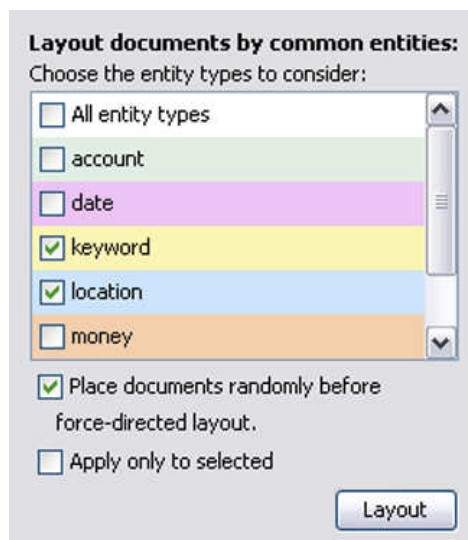 Layout documents by common entities:
Choose the entity types to consider:
All entity types
account
date
keyword
location
money
Place documents randomly before
force-directed layout.
Apply only to selected
Layout